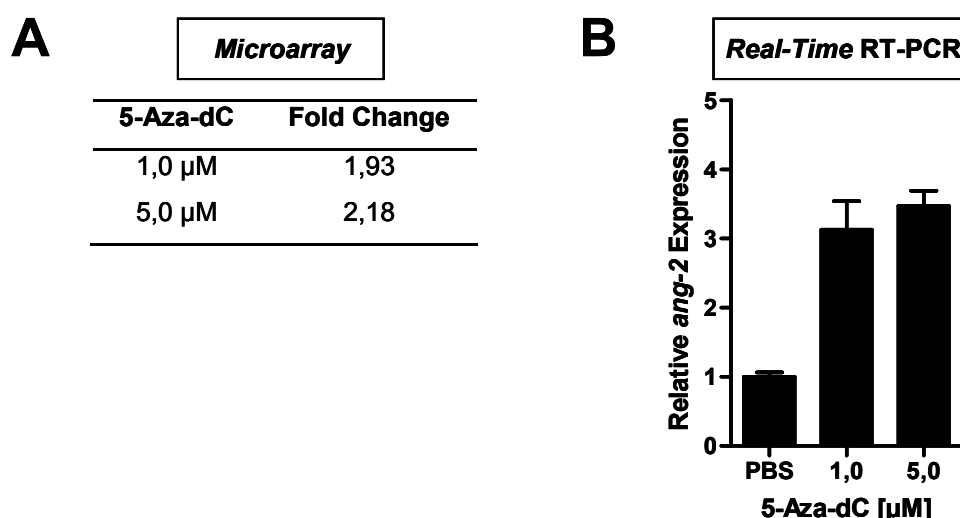 A
Microarray
5-Aza-dC Fold Change
1,0 µM 1,93
5,0 µM 2,18
B
Real-Time RT-PCR
Relative ang-2 Expression
5
4
3
2
1
0
PBS 1,0 5,0
5-Aza-dC [µM]